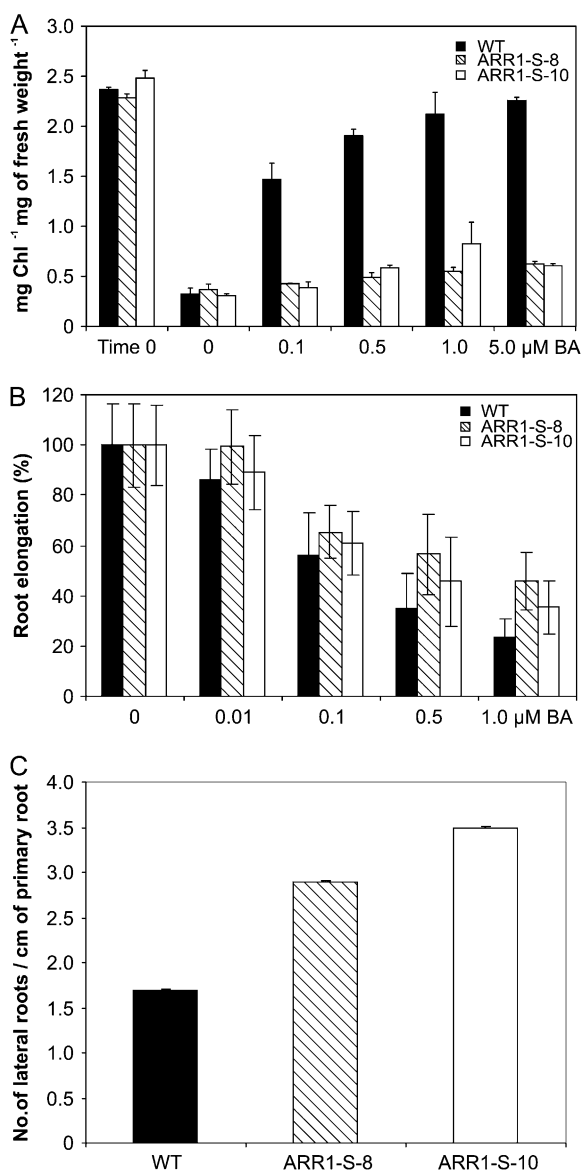 A
mg Chl -1 mg of fresh weight -1
3.0
2.5
2.0
1.5
1.0
0.5
0
WT
ARR1-S-8
ARR1-S-10
Time 0 0 0.1 0.5 1.0 5.0 µM BA
B
Root elongation (%)
120
100
80
60
40
20
0
WT
ARR1-S-8
ARR1-S-10
0 0.01 0.1 0.5 1.0 µM BA
C
No.of lateral roots / cm of primary root
4.0
3.5
3.0
2.5
2.0
1.5
1.0
0.5
0
WT ARR1-S-8 ARR1-S-10